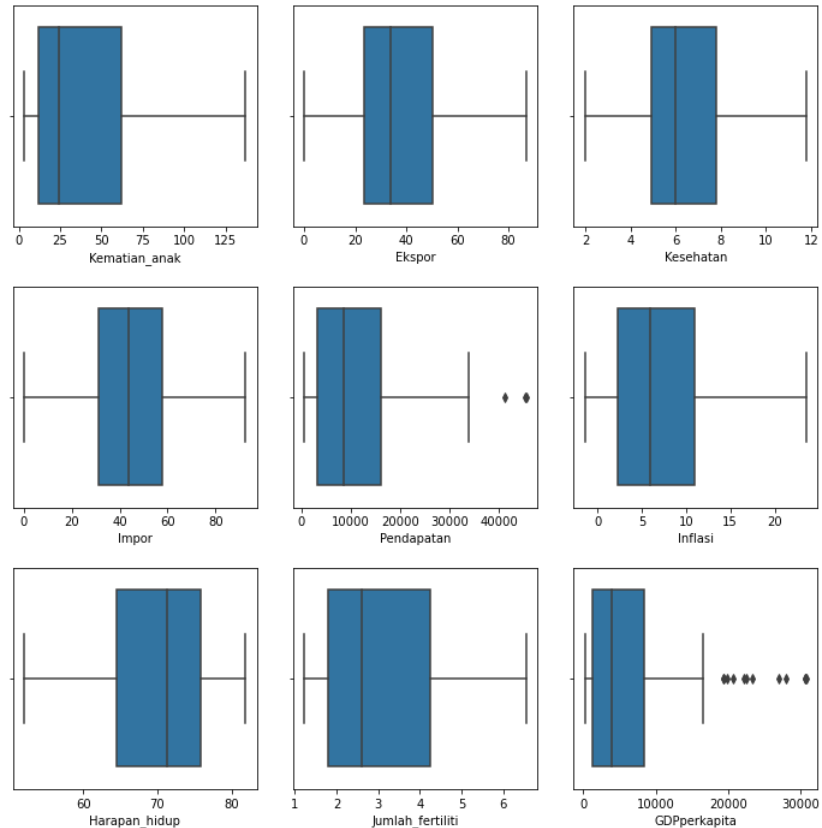 0 25 50 75 100 125
Kematian_anak
0 20 40 60 80
Ekspor
2 4 6 8 10 12
Kesehatan
0 20 40 60 80
Impor
0 10000 20000 30000 40000
Pendapatan
0 5 10 15 20
Inflasi
60 70 80
Harapan_hidup
1 2 3 4 5 6
Jumlah_fertiliti
0 10000 20000 30000
GDPperkapita